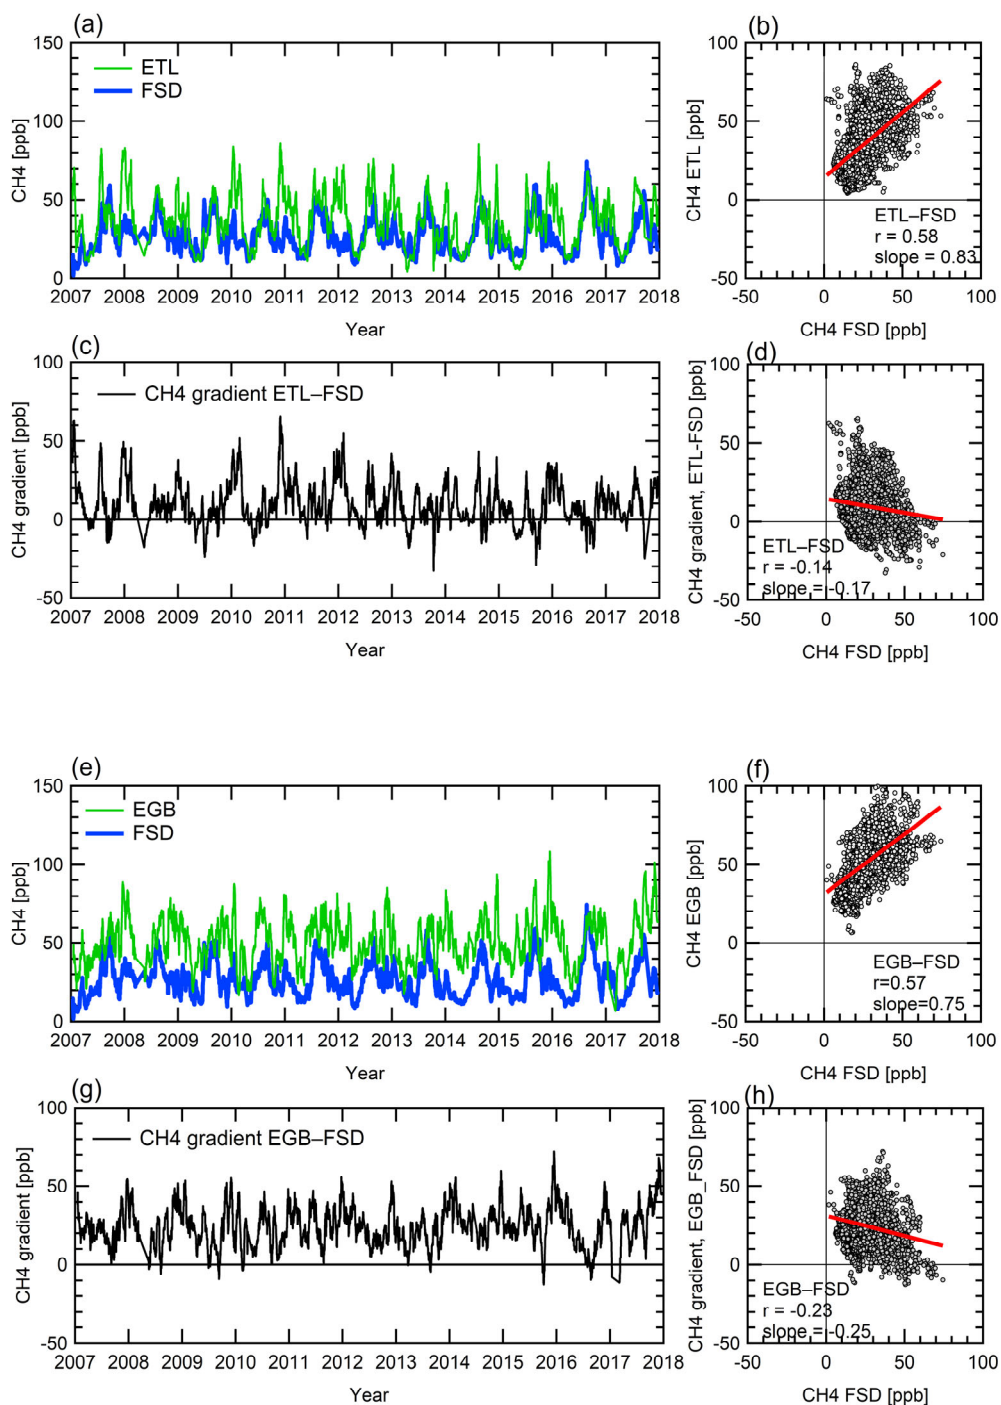 (a)
150
100
50
0
CH4 [ppb]
ETL
FSD
2007 2008 2009 2010 2011 2012 2013 2014 2015 2016 2017 2018
Year
(b)
100
50
0
-50
CH4 ETL [ppb]
ETL–FSD
r = 0.58
slope = 0.83
-50 0 50 100
CH4 FSD [ppb]
(c)
100
50
0
-50
CH4 gradient [ppb]
CH4 gradient ETL–FSD
2007 2008 2009 2010 2011 2012 2013 2014 2015 2016 2017 2018
Year
(d)
100
50
0
-50
CH4 gradient, ETL-FSD [ppb]
ETL–FSD
r = -0.14
slope = -0.17
-50 0 50 100
CH4 FSD [ppb]
(e)
150
100
50
0
CH4 [ppb]
EGB
FSD
2007 2008 2009 2010 2011 2012 2013 2014 2015 2016 2017 2018
Year
(f)
100
50
0
-50
CH4 EGB [ppb]
EGB–FSD
r=0.57
slope=0.75
-50 0 50 100
CH4 FSD [ppb]
(g)
100
50
0
-50
CH4 gradient [ppb]
CH4 gradient EGB–FSD
2007 2008 2009 2010 2011 2012 2013 2014 2015 2016 2017 2018
Year
(h)
100
50
0
-50
CH4 gradient, EGB_FSD [ppb]
EGB–FSD
r = -0.23
slope = -0.25
-50 0 50 100
CH4 FSD [ppb]